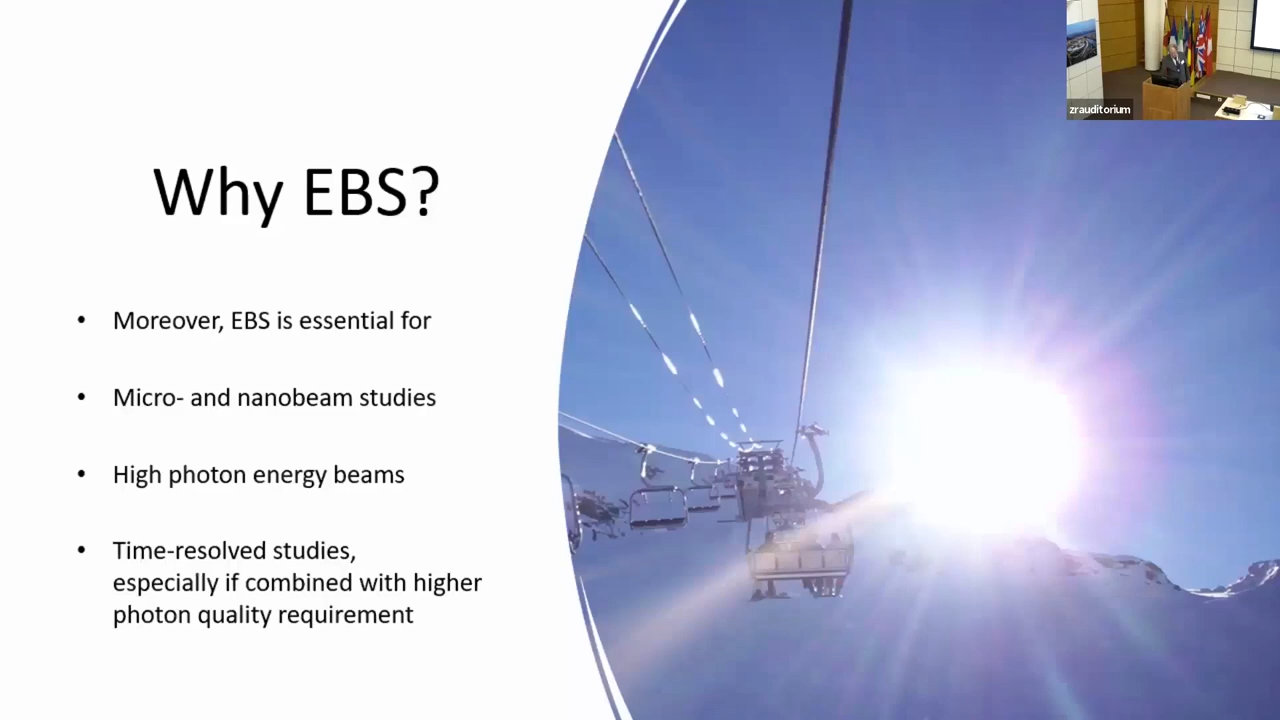 Why EBS?
• Moreover, EBS is essential for
• Micro- and nanobeam studies
• High photon energy beams
• Time-resolved studies,
especially if combined with higher
photon quality requirement
zrauditorium